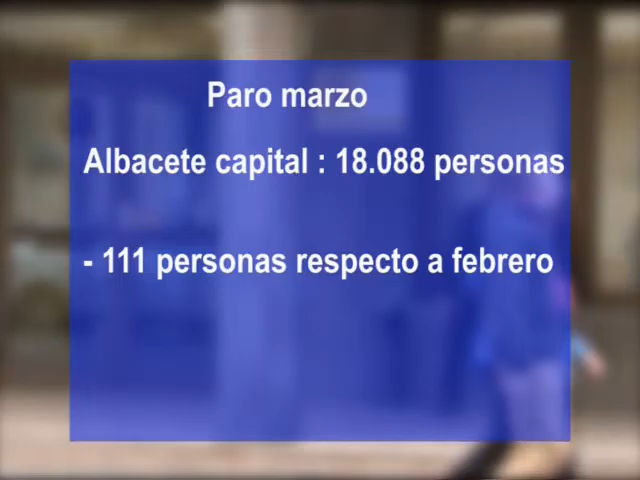 Paro marzo
Albacete capital : 18.088 personas
- 111 personas respecto a febrero